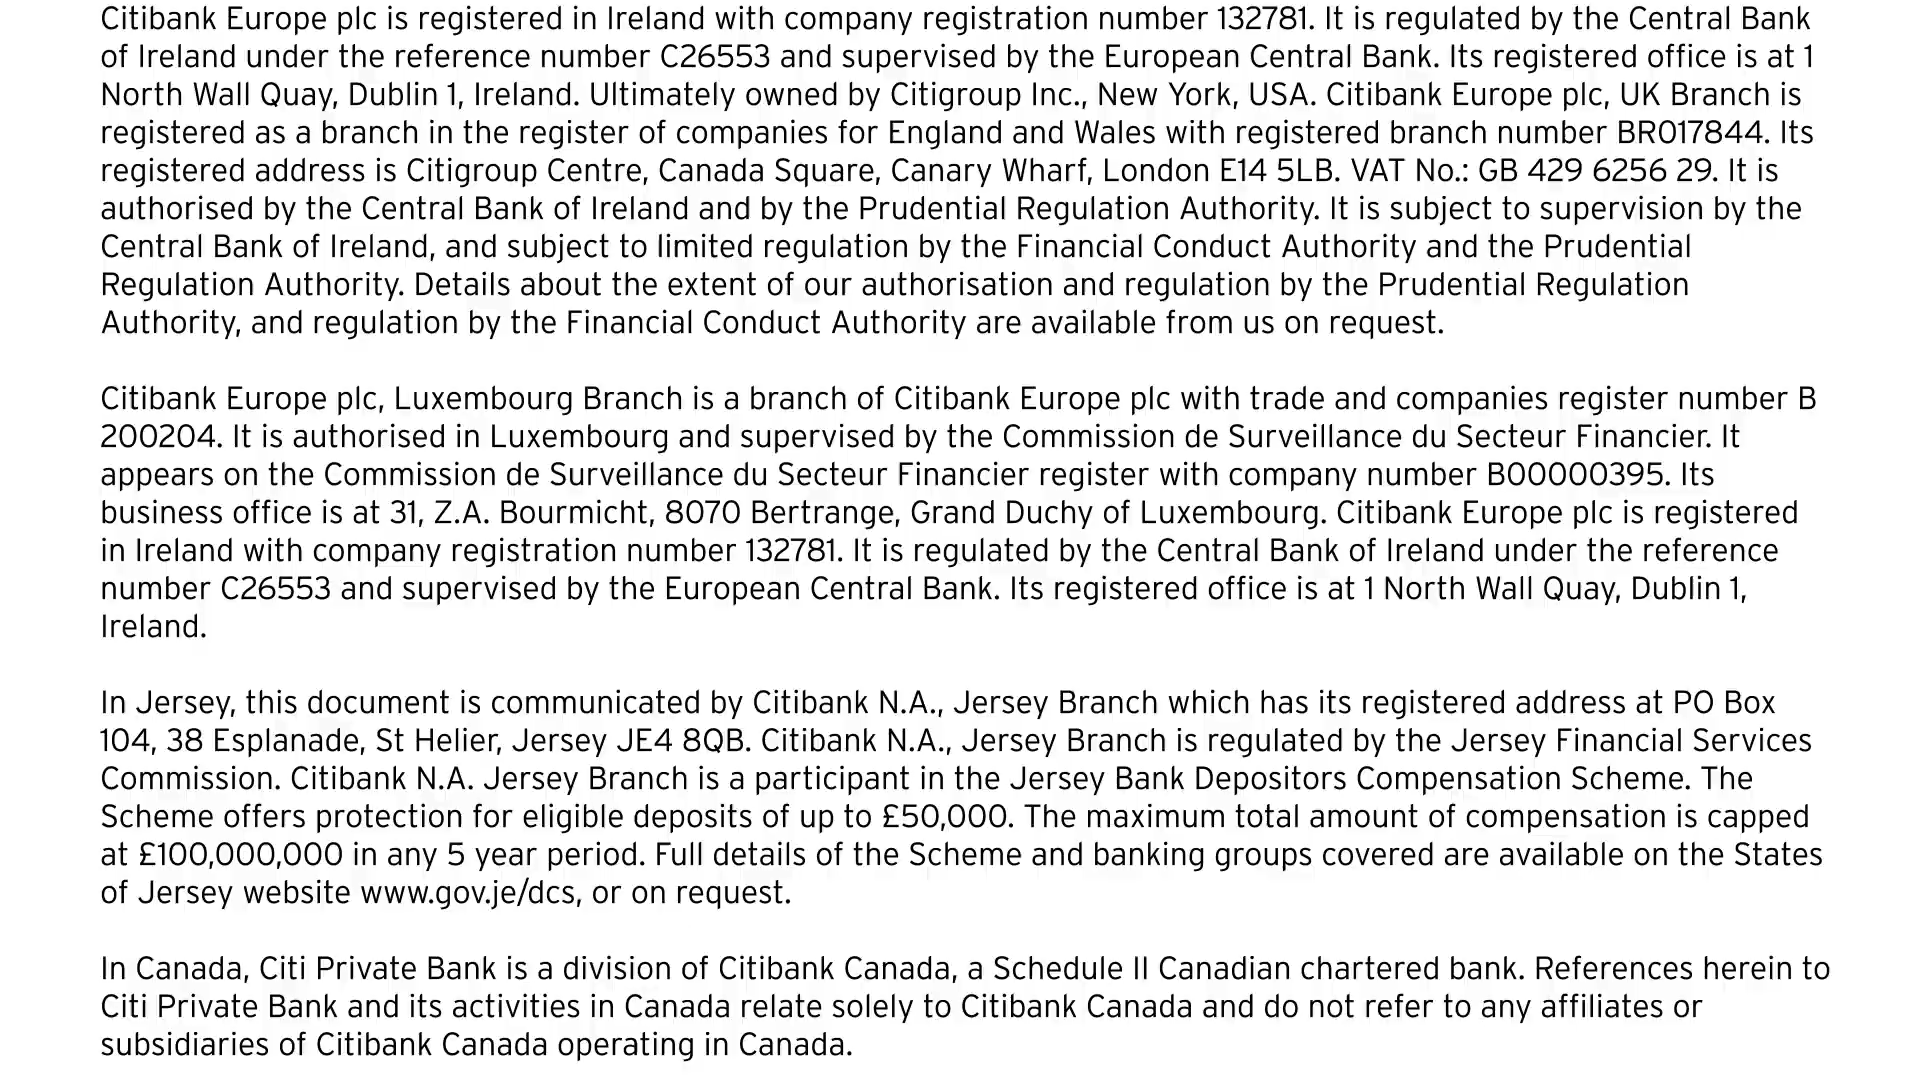 Citibank Europe plc is registered in Ireland with company registration number 132781. It is regulated by the Central Bank
of Ireland under the reference number C26553 and supervised by the European Central Bank. Its registered office is at 1
North Wall Quay, Dublin 1, Ireland. Ultimately owned by Citigroup Inc., New York, USA. Citibank Europe plc, UK Branch is
registered as a branch in the register of companies for England and Wales with registered branch number BR017844. Its
registered address is Citigroup Centre, Canada Square, Canary Wharf, London E14 5LB. VAT No.: GB 429 6256 29. It is
authorised by the Central Bank of Ireland and by the Prudential Regulation Authority. It is subject to supervision by the
Central Bank of Ireland, and subject to limited regulation by the Financial Conduct Authority and the Prudential
Regulation Authority. Details about the extent of our authorisation and regulation by the Prudential Regulation
Authority, and regulation by the Financial Conduct Authority are available from us on request.
Citibank Europe plc, Luxembourg Branch is a branch of Citibank Europe plc with trade and companies register number B
200204. It is authorised in Luxembourg and supervised by the Commission de Surveillance du Secteur Financier. It
appears on the Commission de Surveillance du Secteur Financier register with company number B00000395. Its
business office is at 31, Z.A. Bourmicht, 8070 Bertrange, Grand Duchy of Luxembourg. Citibank Europe plc is registered
in Ireland with company registration number 132781. It is regulated by the Central Bank of Ireland under the reference
number C26553 and supervised by the European Central Bank. Its registered office is at 1 North Wall Quay, Dublin 1,
Ireland.
In Jersey, this document is communicated by Citibank N.A., Jersey Branch which has its registered address at PO Box
104, 38 Esplanade, St Helier, Jersey JE4 8QB. Citibank N.A., Jersey Branch is regulated by the Jersey Financial Services
Commission. Citibank N.A. Jersey Branch is a participant in the Jersey Bank Depositors Compensation Scheme. The
Scheme offers protection for eligible deposits of up to £50,000. The maximum total amount of compensation is capped
at £100,000,000 in any 5 year period. Full details of the Scheme and banking groups covered are available on the States
of Jersey website www.gov.je/dcs, or on request.
In Canada, Citi Private Bank is a division of Citibank Canada, a Schedule II Canadian chartered bank. References herein to
Citi Private Bank and its activities in Canada relate solely to Citibank Canada and do not refer to any affiliates or
subsidiaries of Citibank Canada operating in Canada.